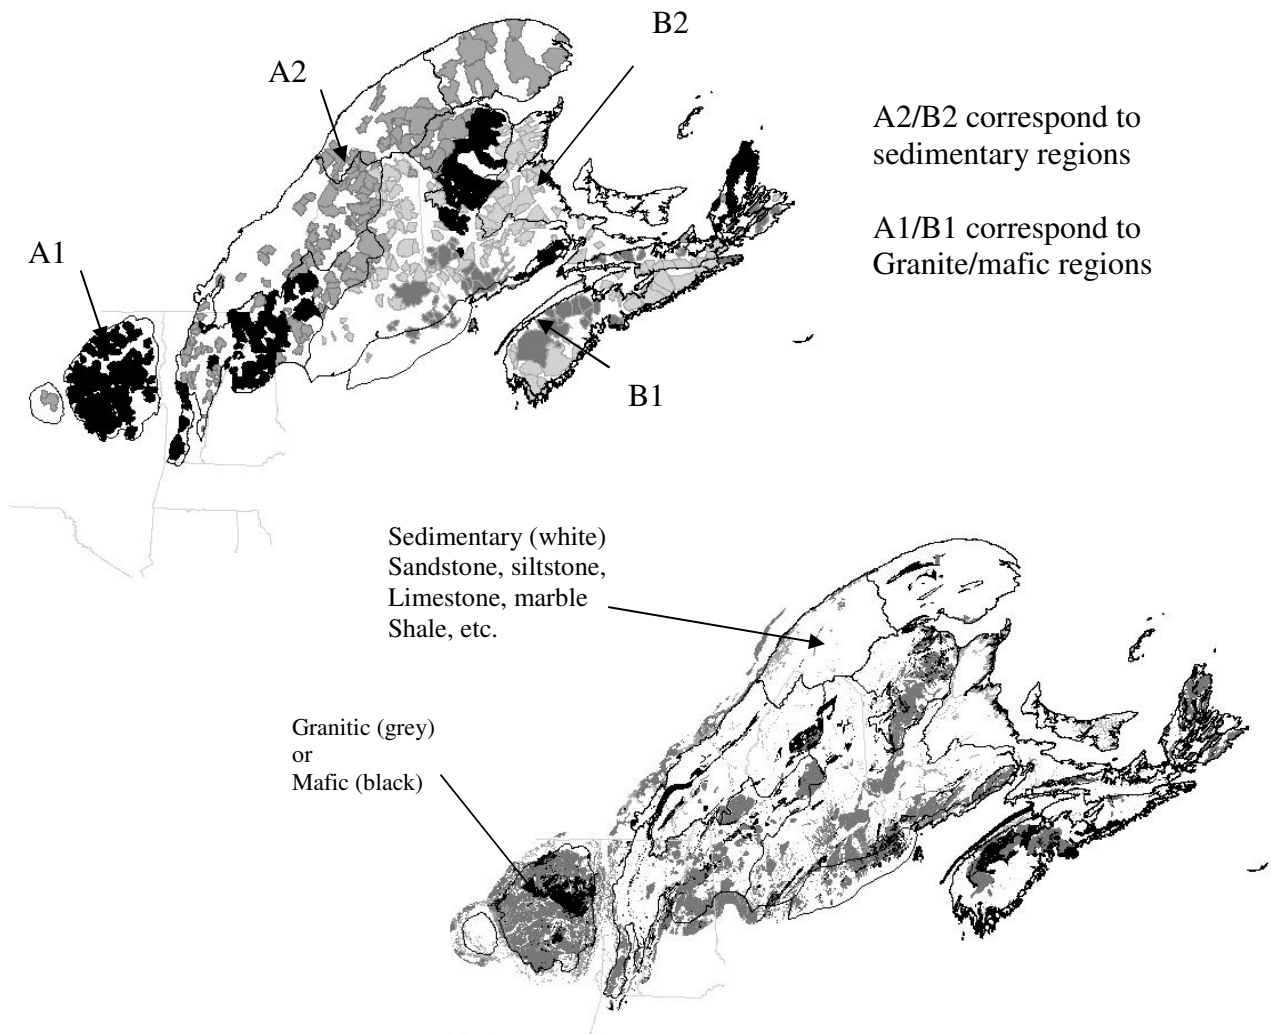 B2
A2
A2/B2 correspond to
sedimentary regions
A1/B1 correspond to
Granite/mafic regions
A1
B1
Sedimentary (white)
Sandstone, siltstone,
Limestone, marble
Shale, etc.
Granitic (grey)
or
Mafic (black)